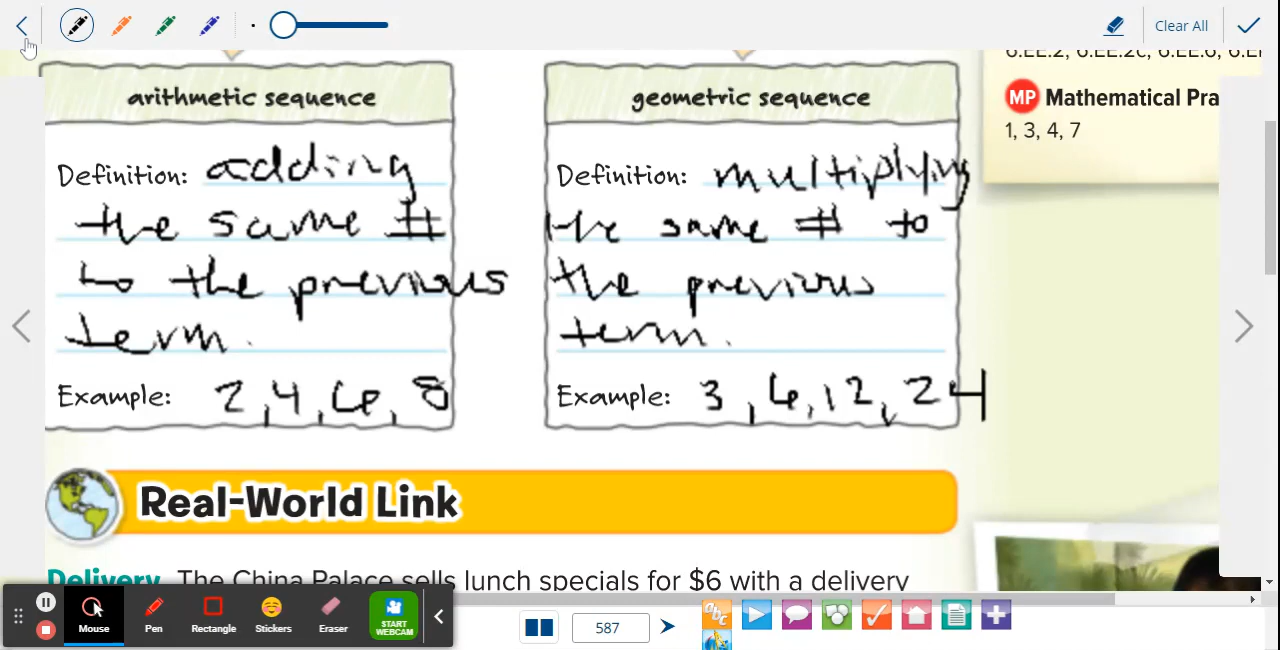 Clear All
6.EE.2, 6.EE.2c, 6.EE.6,
MP Mathematical Pra
1, 3, 4, 7
arithmetic sequence
Definition: adding
the same #
to the previous
term.
Example: 2, 4, 6, 8
geometric sequence
Definition: multiplying
the same # to
the previous
term.
Example: 3, 6, 12, 24
Real-World Link
Delivery The China Palace sells lunch specials for $6 with a delivery
Mouse
Pen
Rectangle
Stickers
Eraser
START
WEBCAM
587
abc